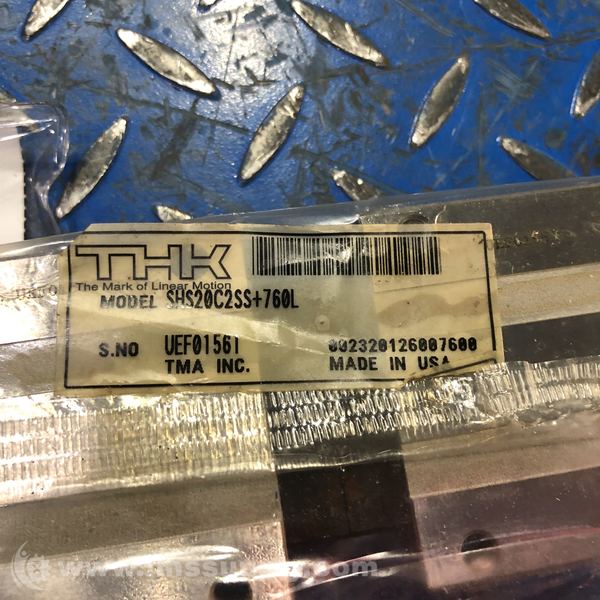 THK
The Mark of Linear Motion
MODEL SHS20C2SS+760L
S.NO UEF01561 002320126007600
TMA INC. MADE IN USA